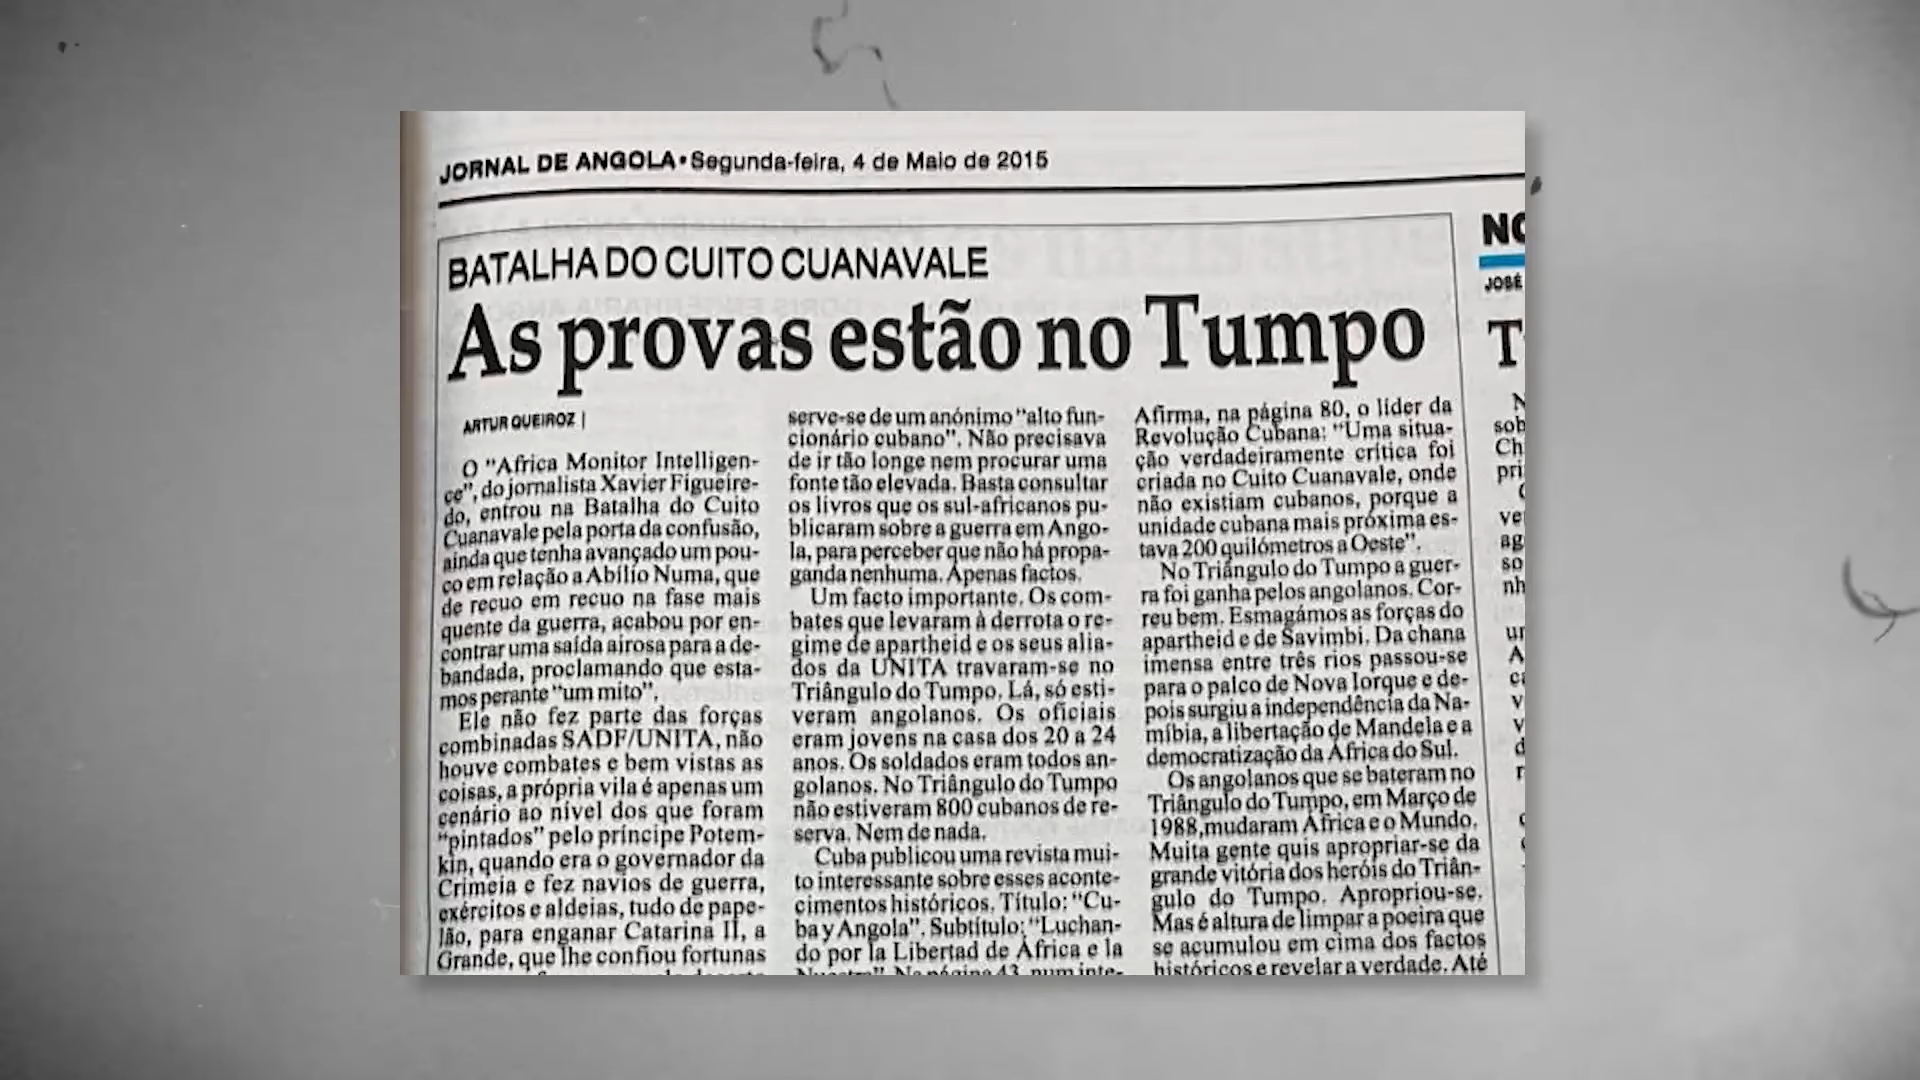 JORNAL DE ANGOLA • Segunda-feira, 4 de Maio de 2015
BATALHA DO CUITO CUANAVALE
As provas estão no Tumpo
ARTUR QUEIROZ |
O "Africa Monitor Intelligen-
ce", do jornalista Xavier Figueire-
do, entrou na Batalha do Cuito
Cuanavale pela porta da confusão,
ainda que tenha avançado um pou-
co em relação a Abílio Numa, que
de recuo em recuo na fase mais
quente da guerra, acabou por en-
contrar uma saída airosa para a de-
bandada, proclamando que esta-
mos perante "um mito".
Ele não fez parte das forças
combinadas SADF/UNITA, não
houve combates e bem vistas as
coisas, a própria vila é apenas um
cenário ao nível dos que foram
"pintados" pelo príncipe Potem-
kin, quando era o governador da
Crimeia e fez navios de guerra,
exércitos e aldeias, tudo de pape-
lão, para enganar Catarina II, a
Grande, que lhe confiou fortunas
serve-se de um anónimo "alto fun-
cionário cubano". Não precisava
de ir tão longe nem procurar uma
fonte tão elevada. Basta consultar
os livros que os sul-africanos pu-
blicaram sobre a guerra em Ango-
la, para perceber que não há propa-
ganda nenhuma. Apenas factos.
Um facto importante. Os com-
bates que levaram à derrota o re-
gime de apartheid e os seus alia-
dos da UNITA travaram-se no
Triângulo do Tumpo. Lá, só esti-
veram angolanos. Os oficiais
eram jovens na casa dos 20 a 24
anos. Os soldados eram todos an-
golanos. No Triângulo do Tumpo
não estiveram 800 cubanos de re-
serva. Nem de nada.
Cuba publicou uma revista mui-
to interessante sobre esses aconte-
cimentos históricos. Título: "Cu-
ba y Angola". Subtítulo: "Luchan-
do por la Libertad de África e la
Nuestra". Na página 43, num inte-
Afirma, na página 80, o líder da
Revolução Cubana: "Uma situa-
ção verdadeiramente crítica foi
criada no Cuito Cuanavale, onde
não existiam cubanos, porque a
unidade cubana mais próxima es-
tava 200 quilómetros a Oeste".
No Triângulo do Tumpo a guer-
ra foi ganha pelos angolanos. Cor-
reu bem. Esmagámos as forças do
apartheid e de Savimbi. Da chana
imensa entre três rios passou-se
para o palco de Nova Iorque e de-
pois surgiu a independência da Na-
míbia, a libertação de Mandela e a
democratização da África do Sul.
Os angolanos que se bateram no
Triângulo do Tumpo, em Março de
1988, mudaram África e o Mundo.
Muita gente quis apropriar-se da
grande vitória dos heróis do Triân-
gulo do Tumpo. Apropriou-se.
Mas é altura de limpar a poeira que
se acumulou em cima dos factos
históricos e revelar a verdade. Até
JOSÉ